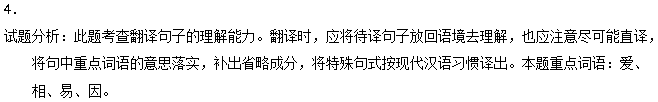 4．
试题分析：此题考查翻译句子的理解能力。翻译时，应将待译句子放回语境去理解，也应注意尽可能直译，
将句中重点词语的意思落实，补出省略成分，将特殊句式按现代汉语习惯译出。本题重点词语：爱、
相、易、因。